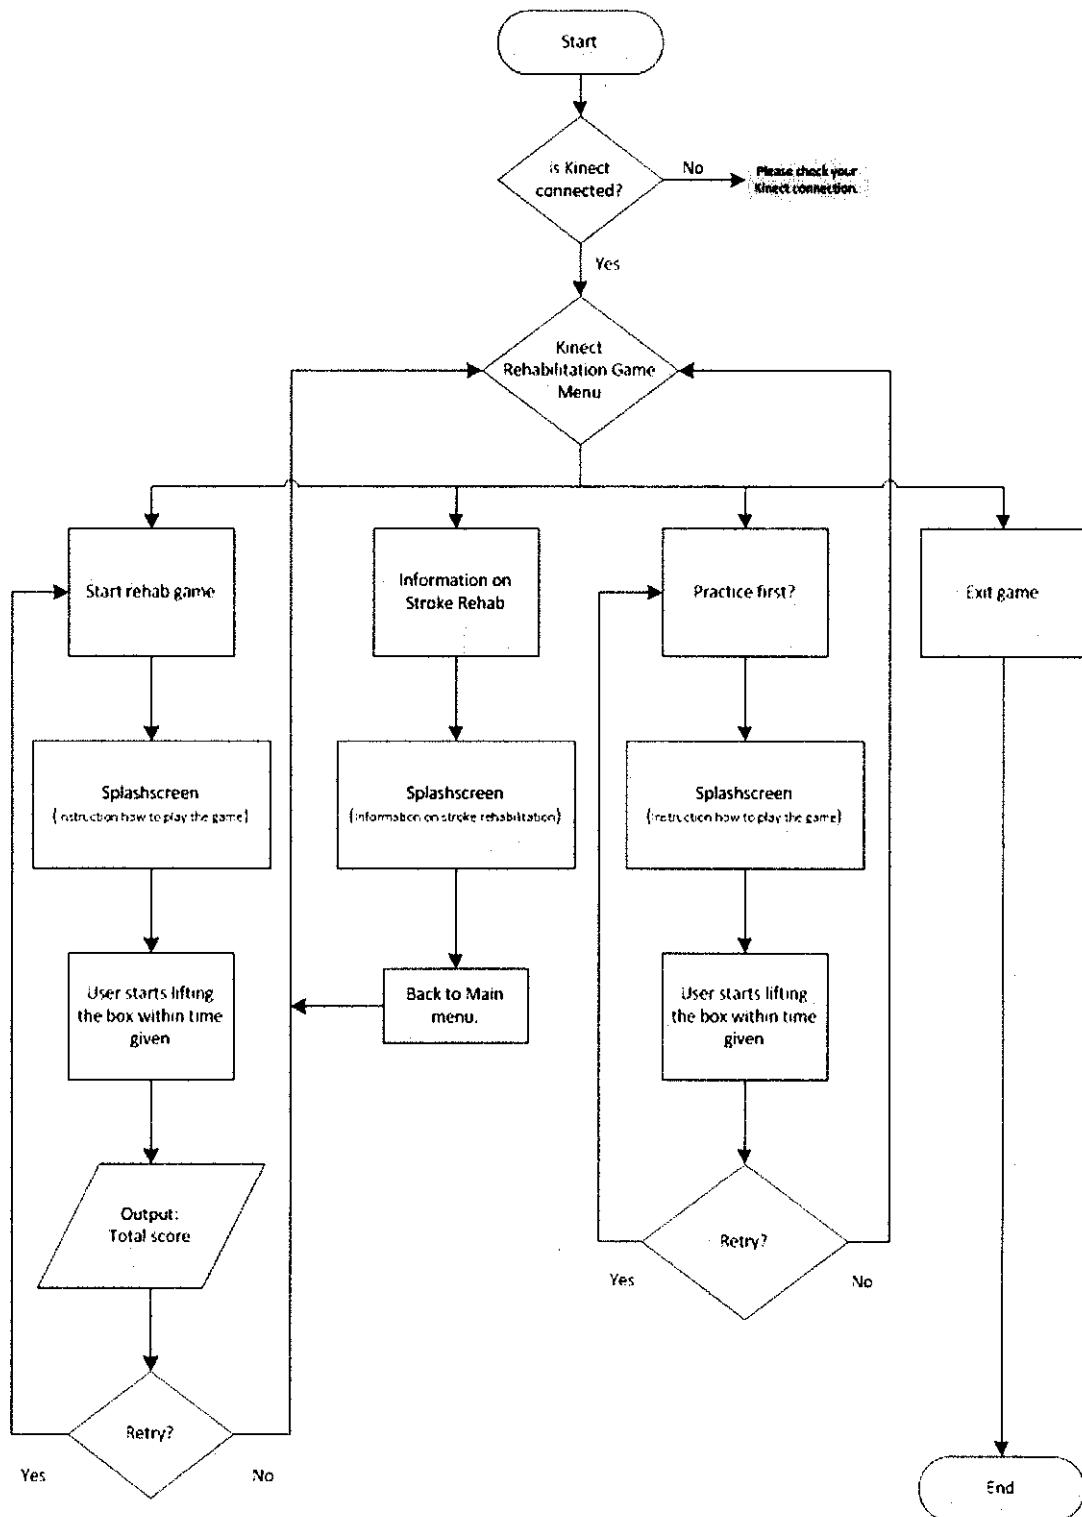 Start
Is Kinect
connected?
No
Please check your
Kinect connection.
Yes
Kinect
Rehabilitation Game
Menu
Start rehab game
Information on
Stroke Rehab
Practice first?
Exit game
Splashscreen
(Instruction how to play the game)
Splashscreen
(Information on stroke rehabilitation)
Splashscreen
(Instruction how to play the game)
User starts lifting
the box within time
given
Back to Main
menu.
User starts lifting
the box within time
given
Output:
Total score
Retry?
Yes
No
Retry?
Yes
No
End